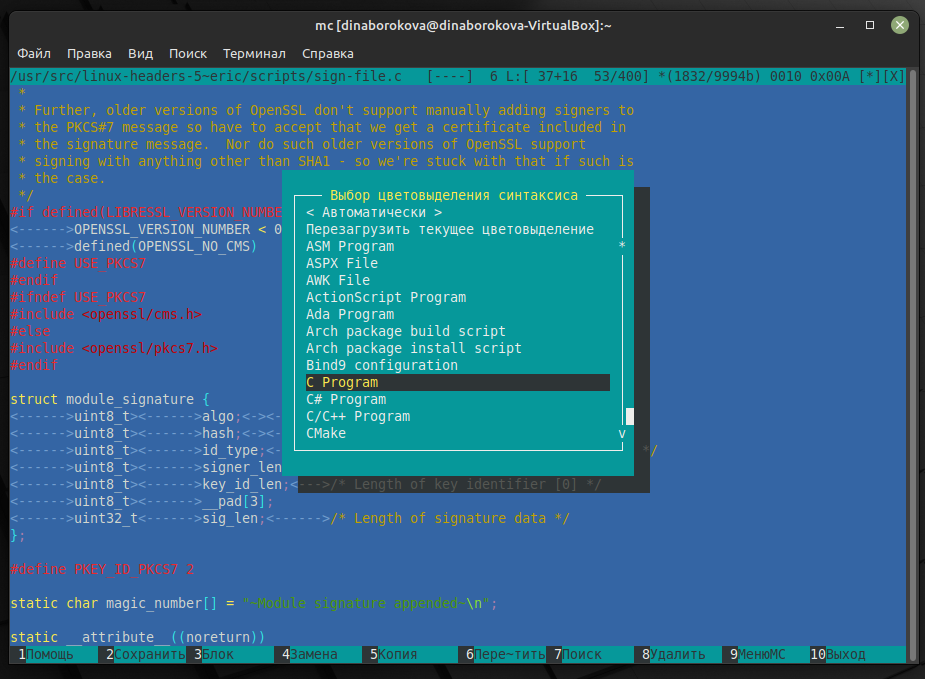 mc [dinaborokova@dinaborokova-VirtualBox]:~
Файл Правка Вид Поиск Терминал Справка
/usr/src/linux-headers-5~eric/scripts/sign-file.c [----] 6 L:[ 37+16 53/400] *(1832/9994b) 0010 0x00A [*][X]
*
* Further, older versions of OpenSSL don't support manually adding signers to
* the PKCS#7 message so have to accept that we get a certificate included in
* the signature message. Nor do such older versions of OpenSSL support
* signing with anything other than SHA1 - so we're stuck with that if such is
* the case.
*/
#if defined(LIBRESSL_VERSION_NUMBE
<------>OPENSSL_VERSION_NUMBER < 0
<------>defined(OPENSSL_NO_CMS)
#define USE_PKCS7
#endif
#ifndef USE_PKCS7
#include <openssl/cms.h>
#else
#include <openssl/pkcs7.h>
#endif
struct module_signature {
<------>uint8_t><------>algo;<-><-
<------>uint8_t><------>hash;<-><-
<------>uint8_t><------>id_type;<- */
<------>uint8_t><------>signer_len
<------>uint8_t><------>key_id_len;<--->/* Length of key identifier [0] */
<------>uint8_t><------>__pad[3];
<------>uint32_t<------>sig_len;<------>/* Length of signature data */
};
#define PKEY_ID_PKCS7 2
static char magic_number[] = "~Module signature appended~\n";
static __attribute__((noreturn))
Выбор цветовыделения синтаксиса
< Автоматически >
Перезагрузить текущее цветовыделение
ASM Program *
ASPX File
AWK File
ActionScript Program
Ada Program
Arch package build script
Arch package install script
Bind9 configuration
C Program
C# Program
C/C++ Program
CMake v
1Помощь 2Сохранить 3Блок 4Замена 5Копия 6Пере~тить 7Поиск 8Удалить 9МенюMC 10Выход